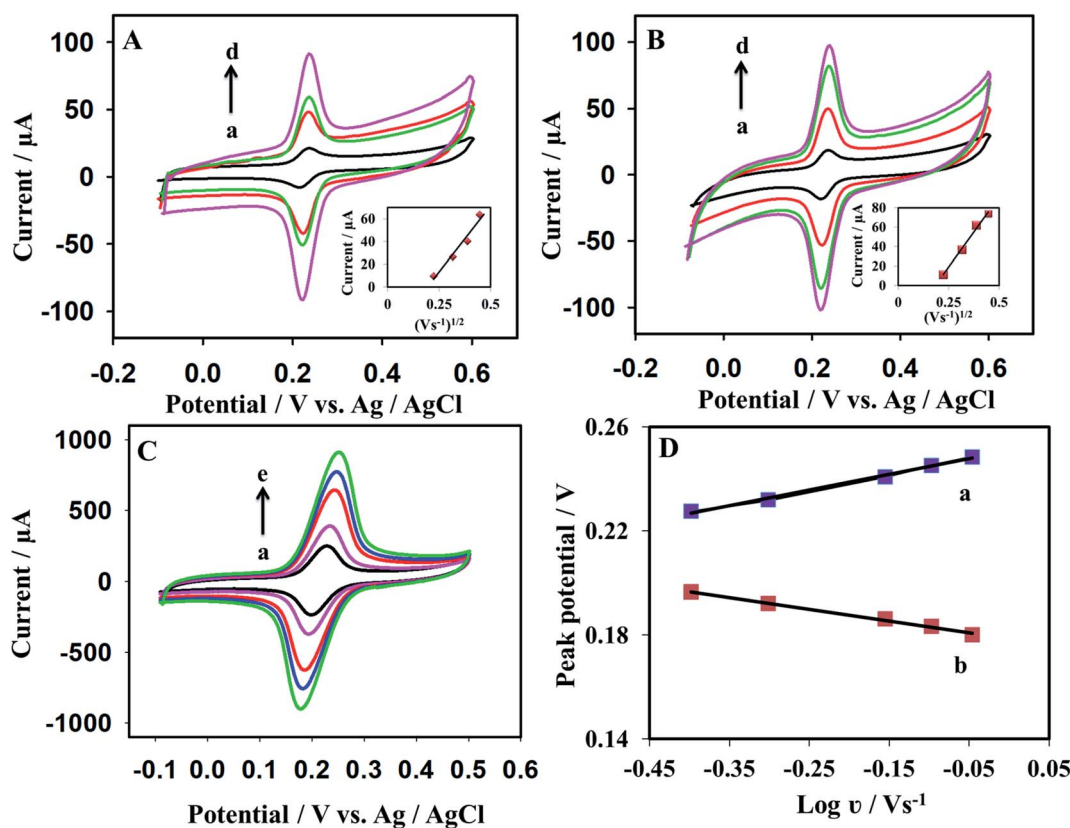 A
d
a
100
50
0
-50
-100
Current / μA
-0.2
0.0
0.2
0.4
0.6
Potential / V vs. Ag / AgCl
60
40
20
0
Current / μA
0
0.25
0.5
(Vs⁻¹)¹/²
B
d
a
100
50
0
-50
-100
Current / μA
-0.2
0.0
0.2
0.4
0.6
Potential / V vs. Ag / AgCl
80
60
40
20
0
Current / μA
0
0.25
0.5
(Vs⁻¹)¹/²
C
e
a
1000
500
0
-500
-1000
Current / μA
-0.1
0.0
0.1
0.2
0.3
0.4
0.5
0.6
Potential / V vs. Ag / AgCl
D
a
b
0.26
0.22
0.18
0.14
Peak potential / V
-0.45
-0.35
-0.25
-0.15
-0.05
0.05
Log υ / Vs⁻¹